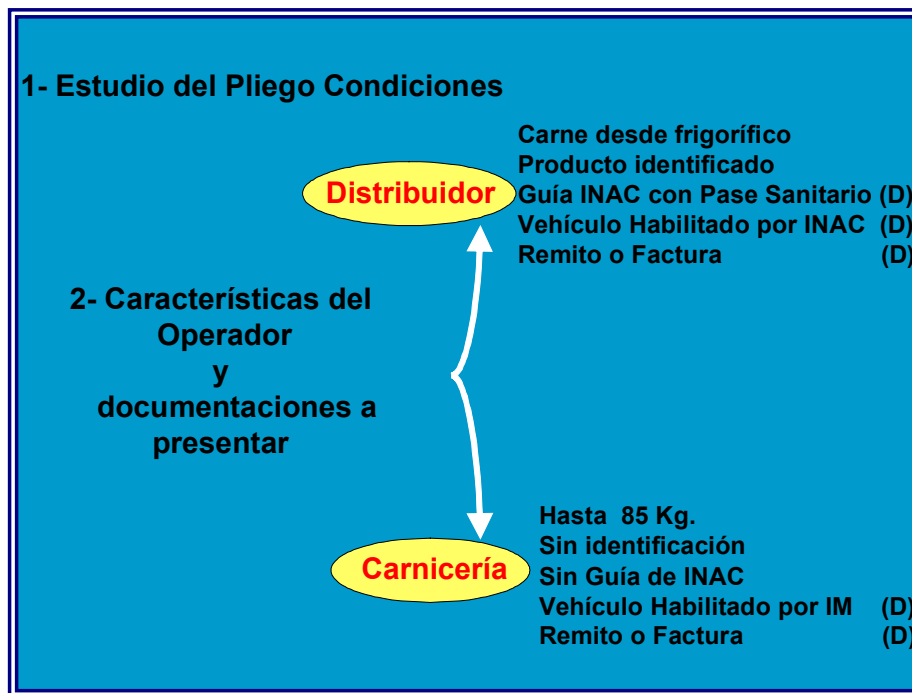 1- Estudio del Pliego Condiciones
Carne desde frigorífico
Producto identificado
Distribuidor
Guía INAC con Pase Sanitario (D)
Vehículo Habilitado por INAC (D)
Remito o Factura (D)
2- Características del
Operador
y
documentaciones a
presentar
Hasta 85 Kg.
Sin identificación
Carnicería
Sin Guía de INAC
Vehículo Habilitado por IM (D)
Remito o Factura (D)